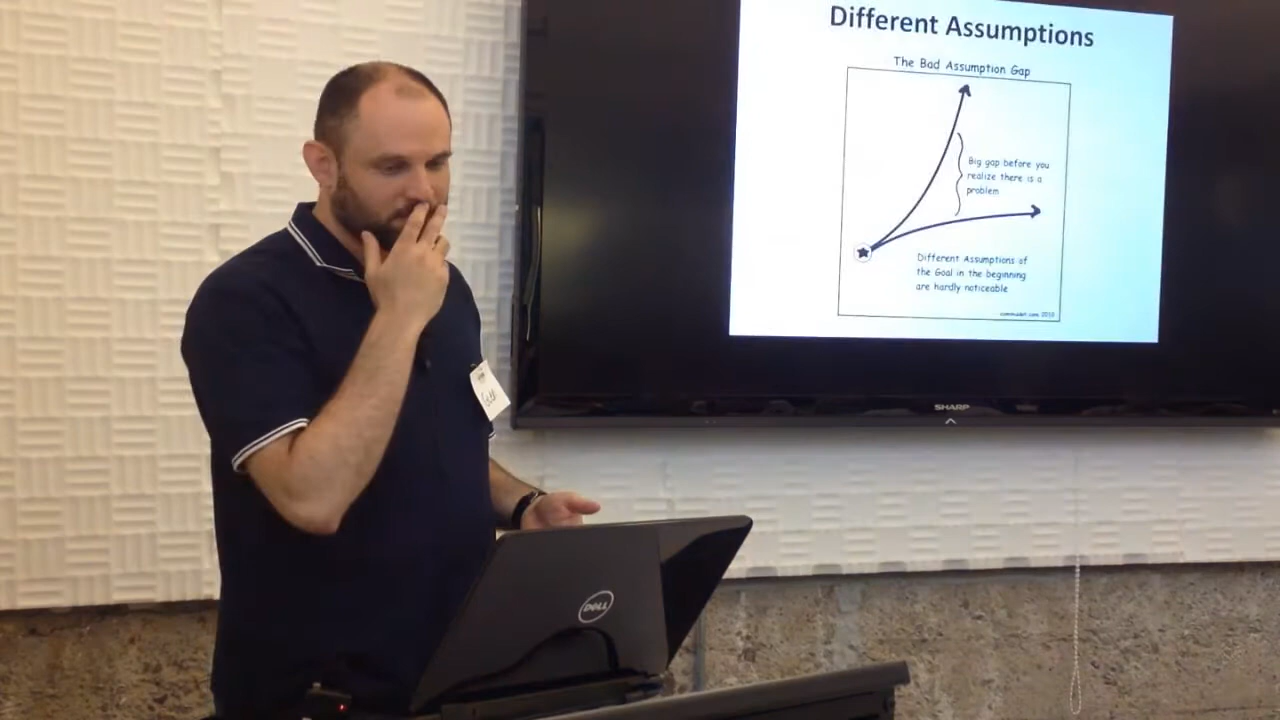 Different Assumptions
The Bad Assumption Gap
Big gap before you
realize there is a
problem
Different Assumptions of
the Goal in the beginning
are hardly noticeable
2013
SHARP
DELL